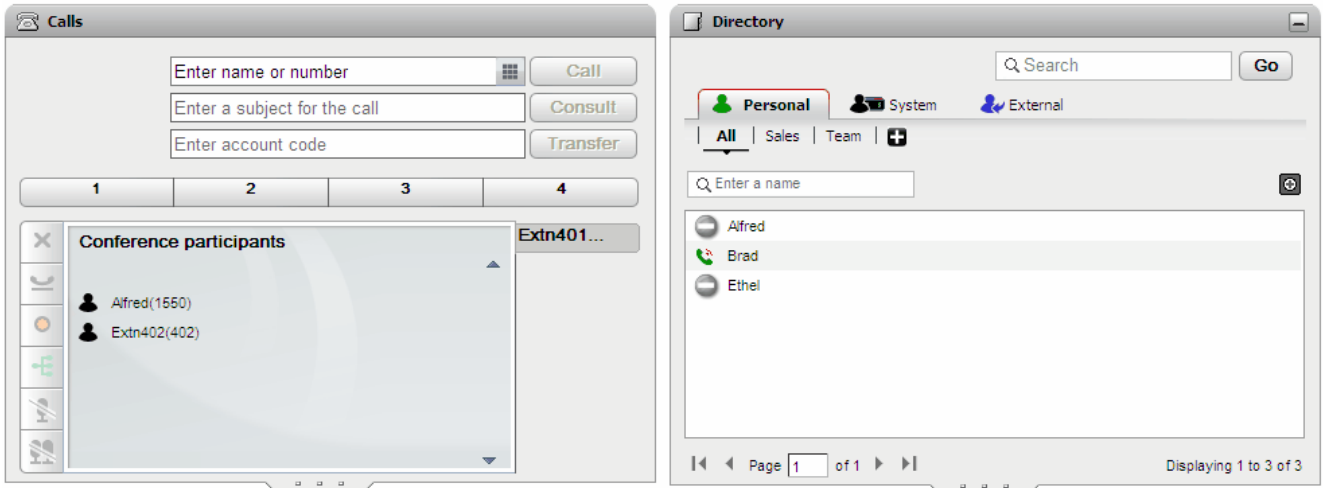 Calls
Enter name or number
Call
Enter a subject for the call
Consult
Enter account code
Transfer
1 2 3 4
Conference participants
Extn401...
Alfred(1550)
Extn402(402)
Directory
Search
Go
Personal System External
All Sales Team
Enter a name
Alfred
Brad
Ethel
Page 1 of 1
Displaying 1 to 3 of 3